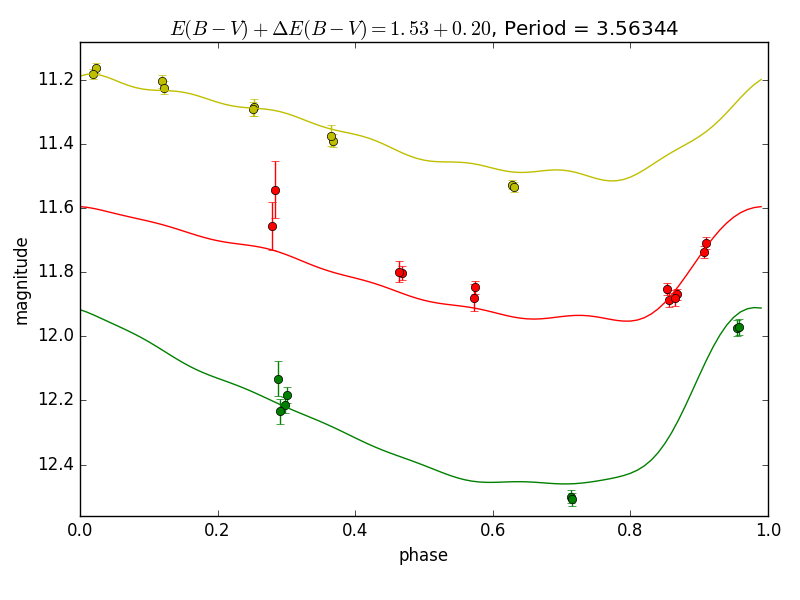 E(B − V) + ΔE(B − V) = 1.53 + 0.20, Period = 3.56344
magnitude
11.2
11.4
11.6
11.8
12.0
12.2
12.4
0.0 0.2 0.4 0.6 0.8 1.0
phase